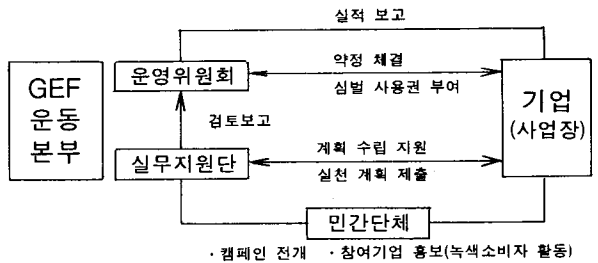 실적 보고
약정 체결
운영위원회
심벌 사용권 부여
GEF
운동
본부
기업
(사업장)
검토보고
계획 수립 지원
실무지원단
실천 계획 제출
민간단체
· 캠페인 전개 · 참여기업 홍보(녹색소비자 활동)